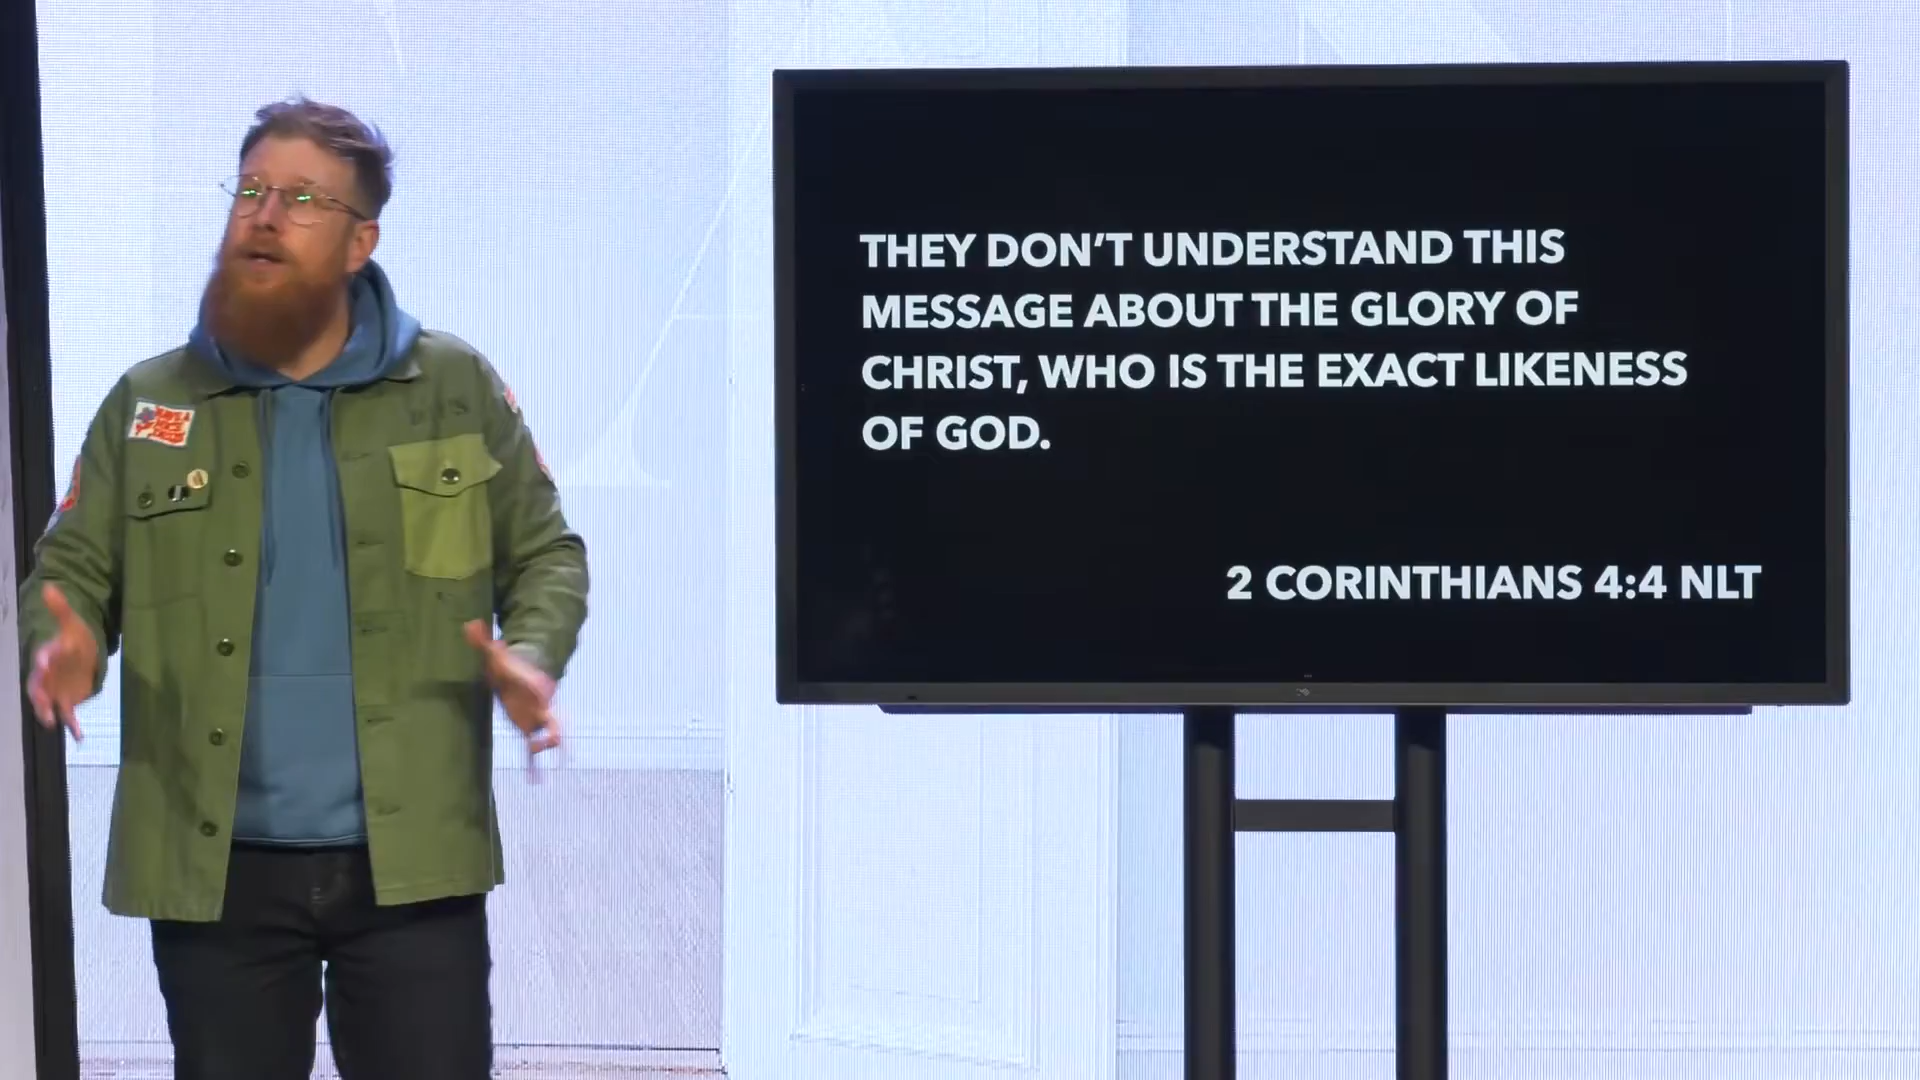 THEY DON'T UNDERSTAND THIS
MESSAGE ABOUT THE GLORY OF
CHRIST, WHO IS THE EXACT LIKENESS
OF GOD.
2 CORINTHIANS 4:4 NLT